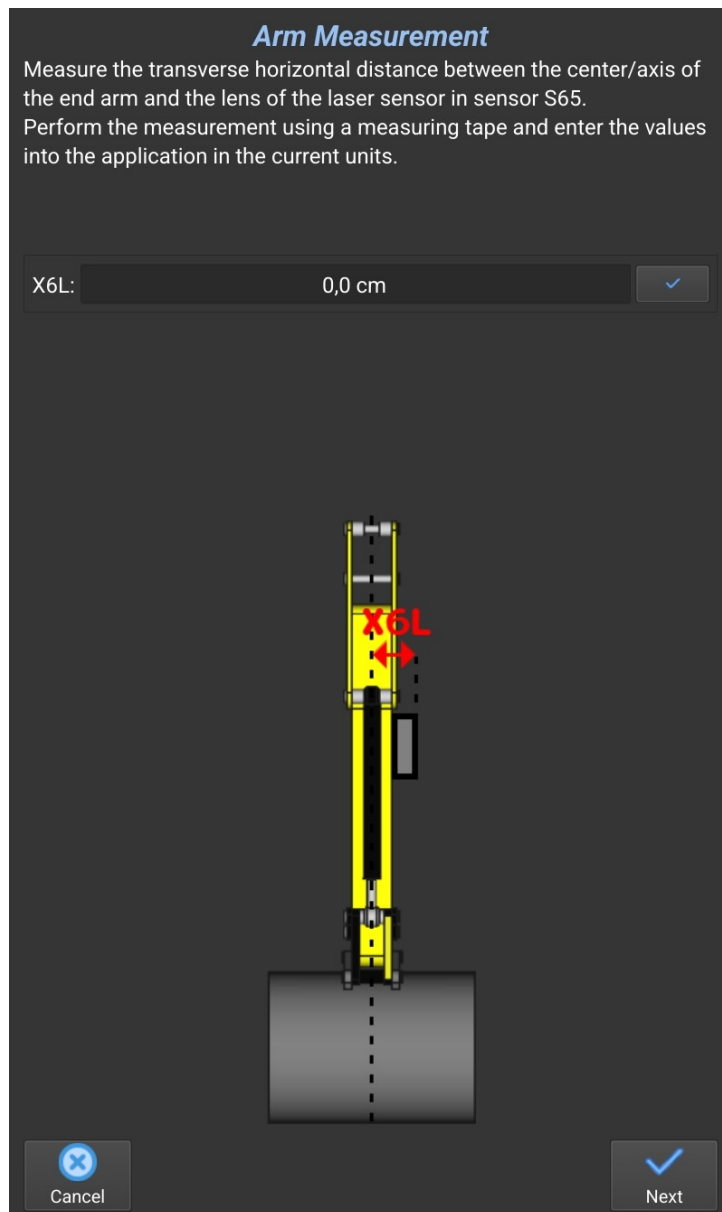 Arm Measurement
Measure the transverse horizontal distance between the center/axis of
the end arm and the lens of the laser sensor in sensor S65.
Perform the measurement using a measuring tape and enter the values
into the application in the current units.
X6L: 0,0 cm
X6L
Cancel Next